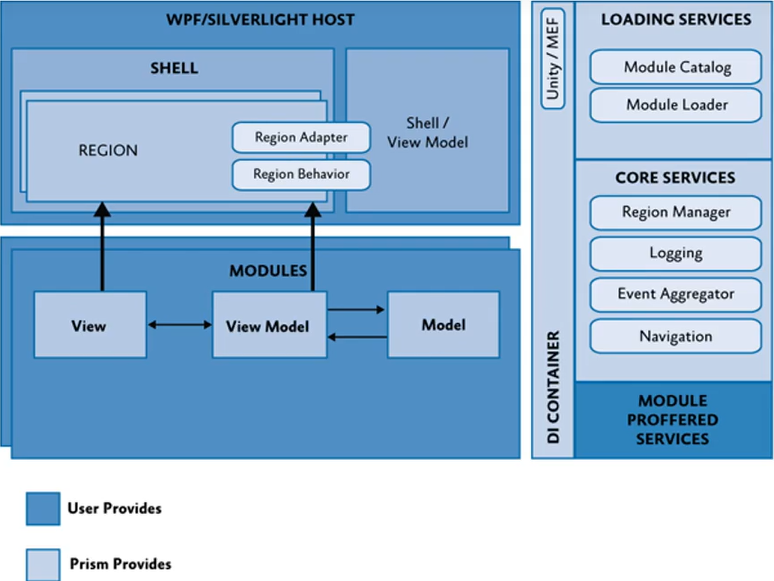 WPF/SILVERLIGHT HOST
SHELL
REGION
Region Adapter
Region Behavior
Shell /
View Model
MODULES
View
View Model
Model
Unity / MEF
DI CONTAINER
LOADING SERVICES
Module Catalog
Module Loader
CORE SERVICES
Region Manager
Logging
Event Aggregator
Navigation
MODULE
PROFFERED
SERVICES
User Provides
Prism Provides